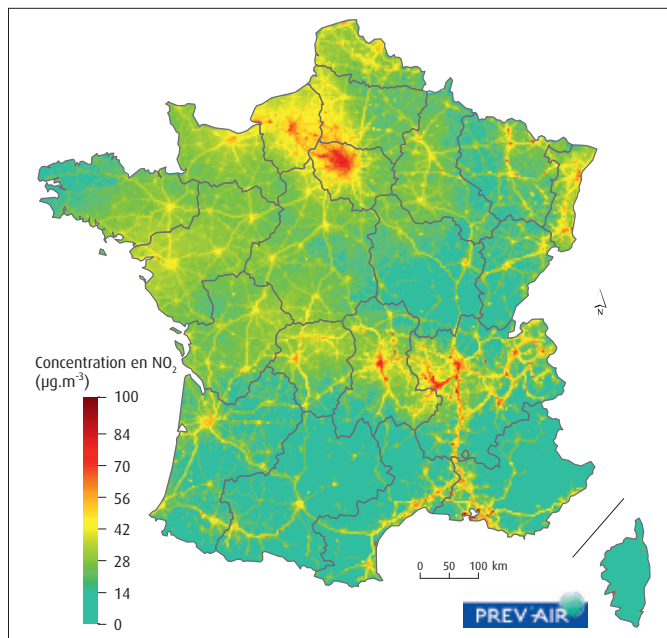 Concentration en NO₂
(µg.m⁻³)
100
84
70
56
42
28
14
0
N
0 50 100 km
PREV'AIR